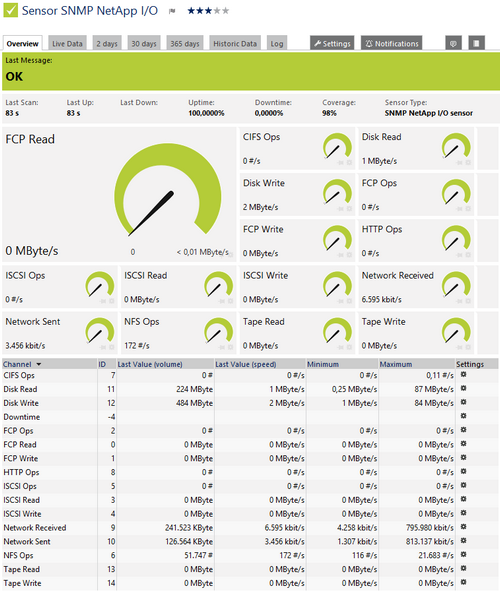 Sensor SNMP NetApp I/O
Overview Live Data 2 days 30 days 365 days Historic Data Log Settings Notifications
Last Message:
OK
Last Scan: Last Up: Last Down: Uptime: Downtime: Coverage: Sensor Type:
83 s 83 s 100,0000% 0,0000% 98% SNMP NetApp I/O sensor
FCP Read
0 MByte/s
0 < 0,01 MByte/s
CIFS Ops
0 #/s
Disk Read
1 MByte/s
Disk Write
2 MByte/s
FCP Ops
0 #/s
FCP Write
0 MByte/s
HTTP Ops
0 #/s
ISCSI Ops
0 #/s
ISCSI Read
0 MByte/s
ISCSI Write
0 MByte/s
Network Received
6.595 kbit/s
Network Sent
3.456 kbit/s
NFS Ops
172 #/s
Tape Read
0 MByte/s
Tape Write
0 MByte/s
Channel ID Last Value (volume) Last Value (speed) Minimum Maximum Settings
CIFS Ops 7 0 # 0 #/s 0 #/s 0,11 #/s
Disk Read 11 224 MByte 1 MByte/s 0,25 MByte/s 87 MByte/s
Disk Write 12 484 MByte 2 MByte/s 1 MByte/s 84 MByte/s
Downtime -4
FCP Ops 2 0 # 0 #/s 0 #/s 0 #/s
FCP Read 0 0 MByte 0 MByte/s 0 MByte/s 0 MByte/s
FCP Write 1 0 MByte 0 MByte/s 0 MByte/s 0 MByte/s
HTTP Ops 8 0 # 0 #/s 0 #/s 0 #/s
ISCSI Ops 5 0 # 0 #/s 0 #/s 0 #/s
ISCSI Read 3 0 MByte 0 MByte/s 0 MByte/s 0 MByte/s
ISCSI Write 4 0 MByte 0 MByte/s 0 MByte/s 0 MByte/s
Network Received 9 241.523 KByte 6.595 kbit/s 4.258 kbit/s 795.980 kbit/s
Network Sent 10 126.564 KByte 3.456 kbit/s 1.307 kbit/s 813.137 kbit/s
NFS Ops 6 51.747 # 172 #/s 116 #/s 21.683 #/s
Tape Read 13 0 MByte 0 MByte/s 0 MByte/s 0 MByte/s
Tape Write 14 0 MByte 0 MByte/s 0 MByte/s 0 MByte/s